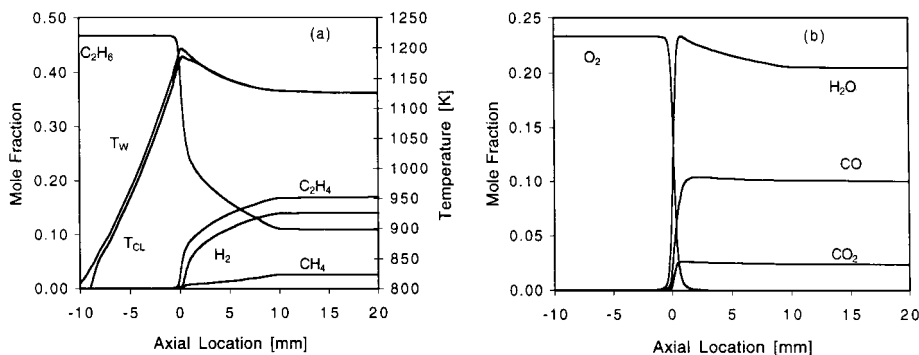 (a)
0.50
0.40
0.30
0.20
0.10
0.00
Mole Fraction
C₂H₆
T_W
T_CL
C₂H₄
H₂
CH₄
1250
1200
1150
1100
1050
1000
950
900
850
800
Temperature [K]
-10 -5 0 5 10 15 20
Axial Location [mm]
(b)
0.25
0.20
0.15
0.10
0.05
0.00
Mole Fraction
O₂
H₂O
CO
CO₂
-10 -5 0 5 10 15 20
Axial Location [mm]